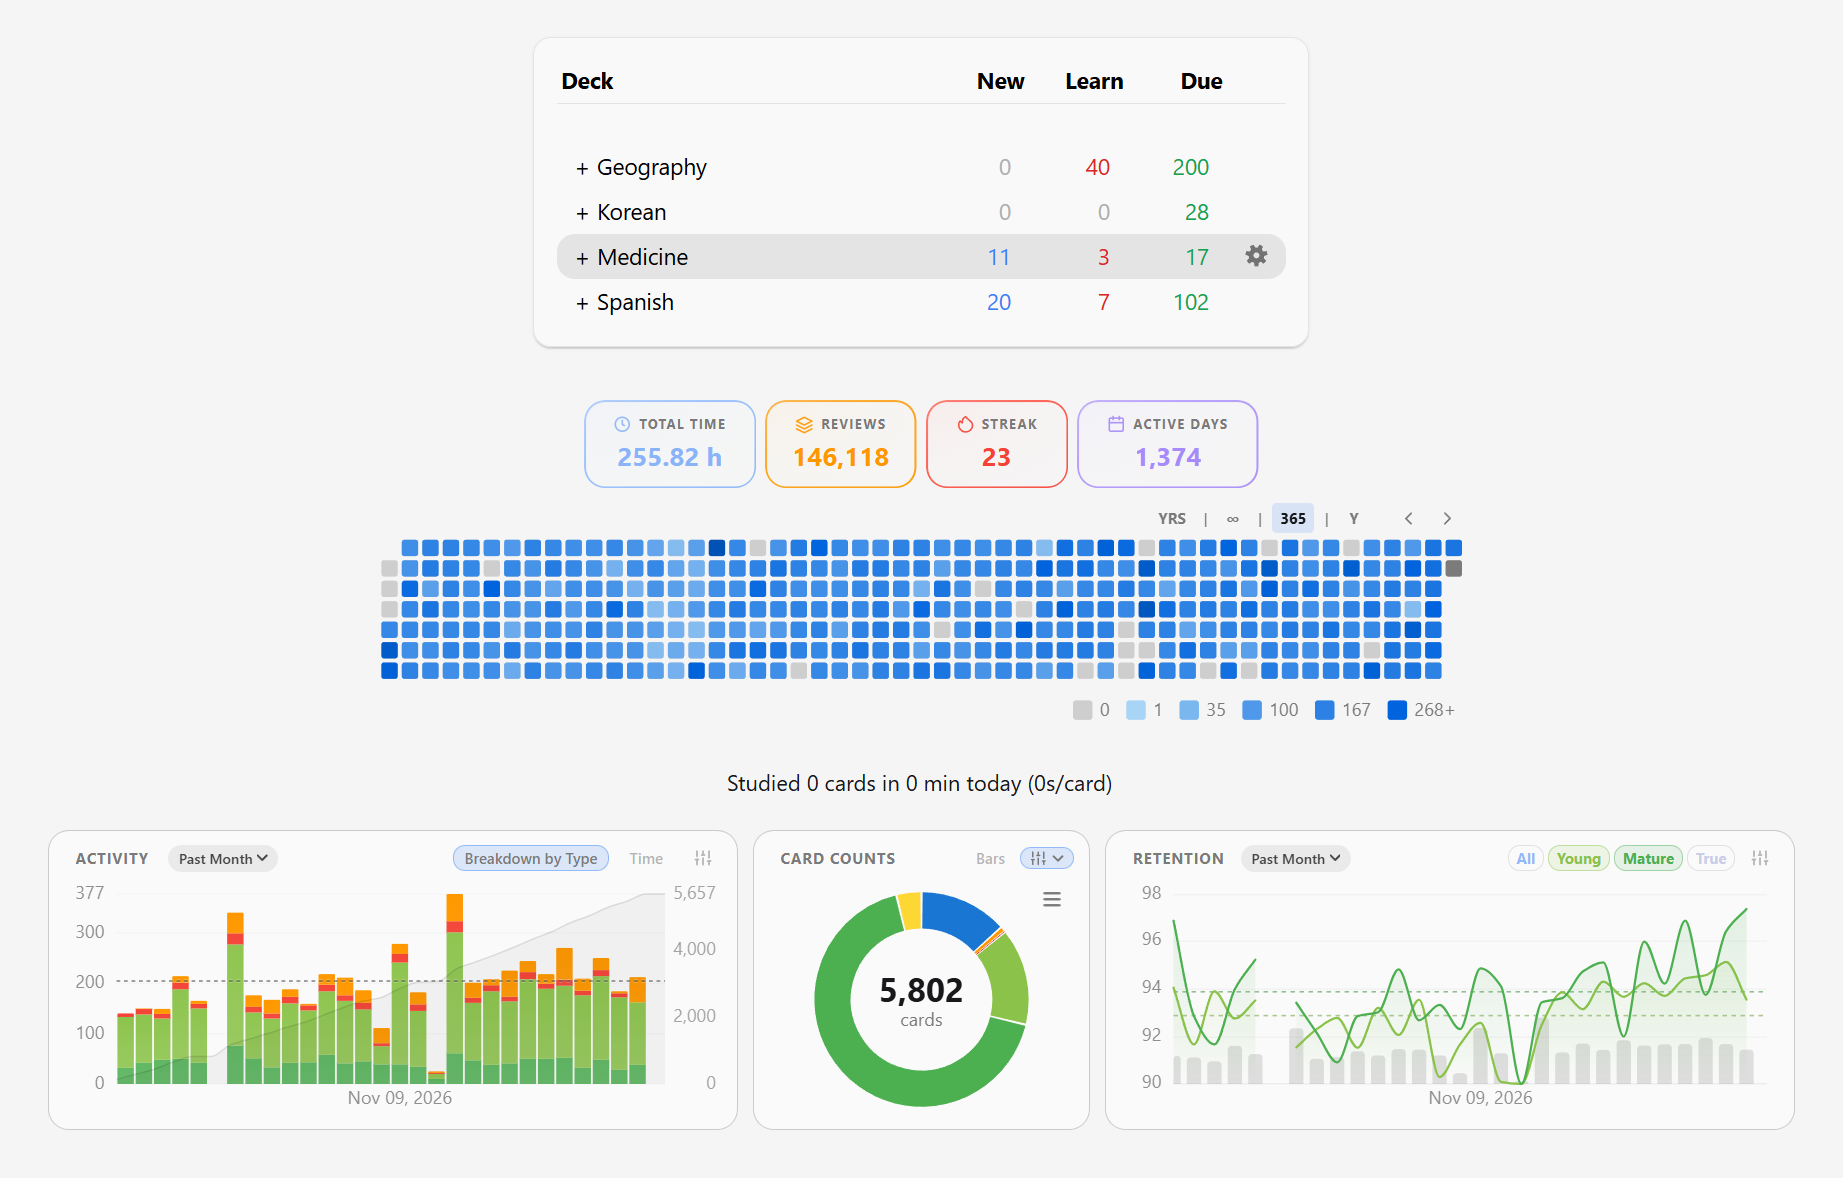 Deck New Learn Due
+ Geography 0 40 200
+ Korean 0 0 28
+ Medicine 11 3 17
+ Spanish 20 7 102
TOTAL TIME
255.82 h
REVIEWS
146,118
STREAK
23
ACTIVE DAYS
1,374
YRS | ∞ | 365 | Y < >
0 1 35 100 167 268+
Studied 0 cards in 0 min today (0s/card)
ACTIVITY Past Month Breakdown by Type Time
377 5,657
300
4,000
200
2,000
100
0 0
Nov 09, 2026
CARD COUNTS Bars
5,802
cards
RETENTION Past Month All Young Mature True
98
96
94
92
90
Nov 09, 2026